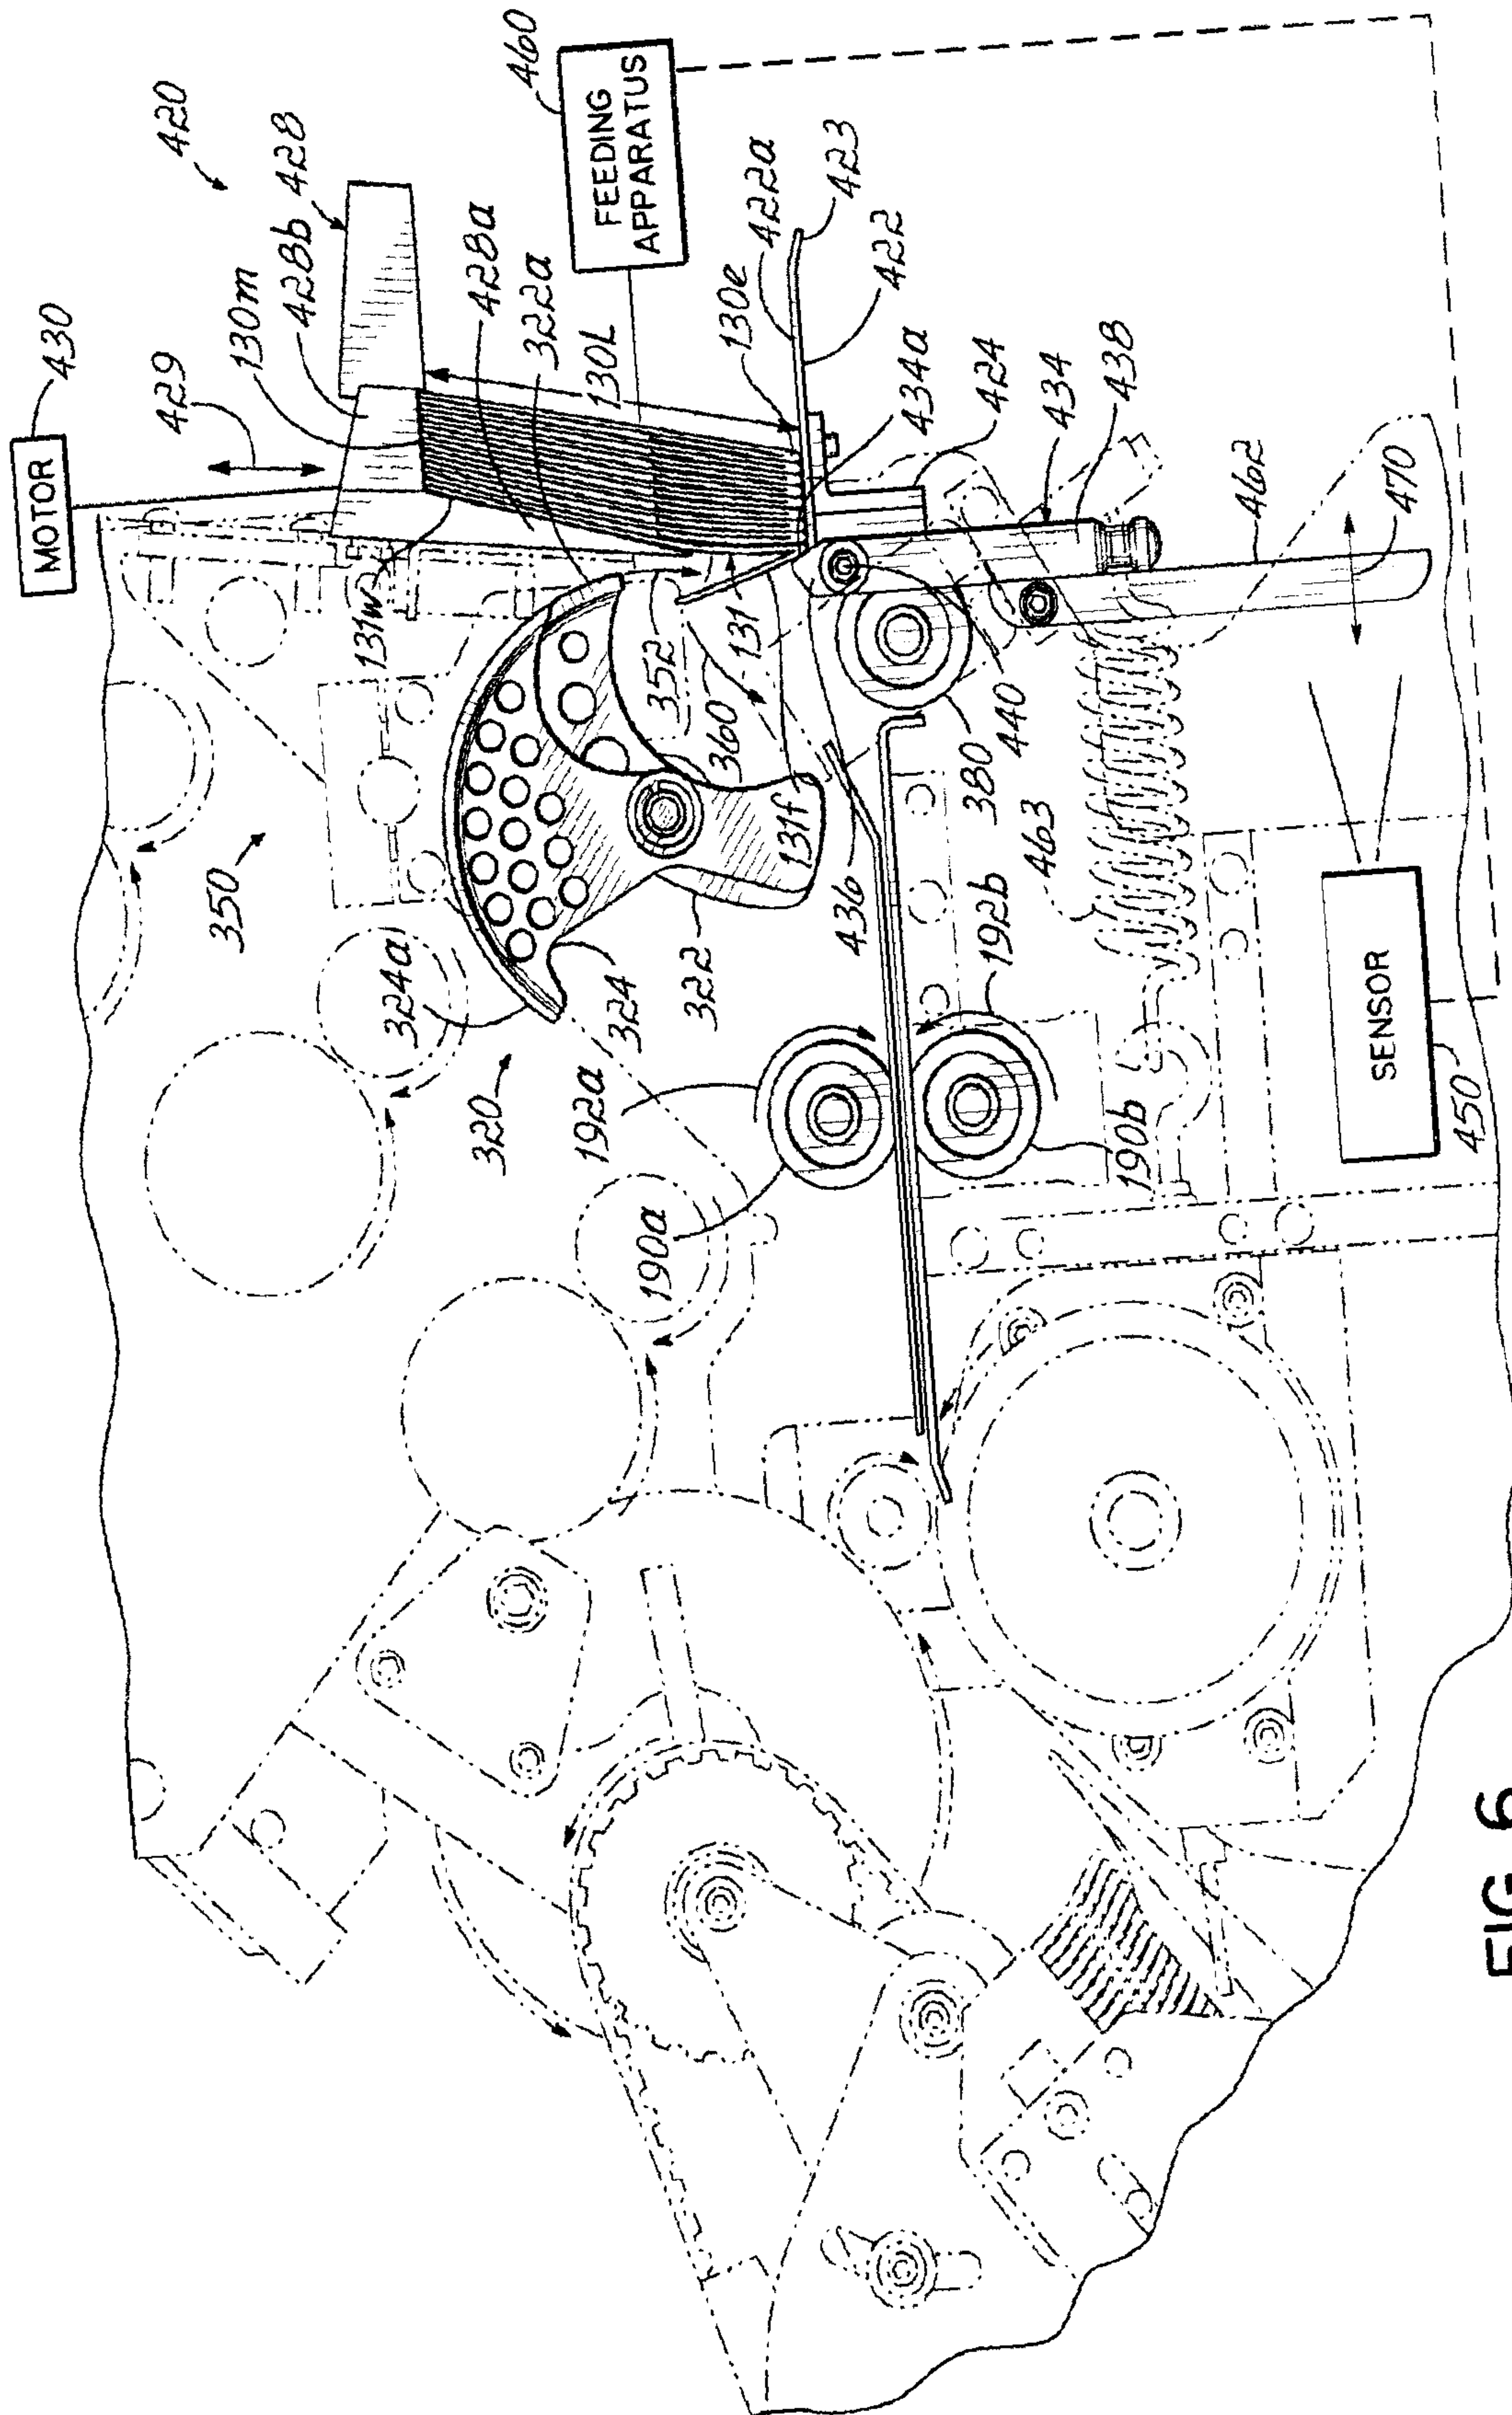 MOTOR
430
429
420
130m
428b
428
428a
322a
130L
460
FEEDING
APPARATUS
422a
423
422
130e
434a
424
434
438
462
470
131w
352
131
360
131f
380
440
463
436
350
324a
324
322
320
192a
192b
190a
190b
SENSOR
450
FIG. 6